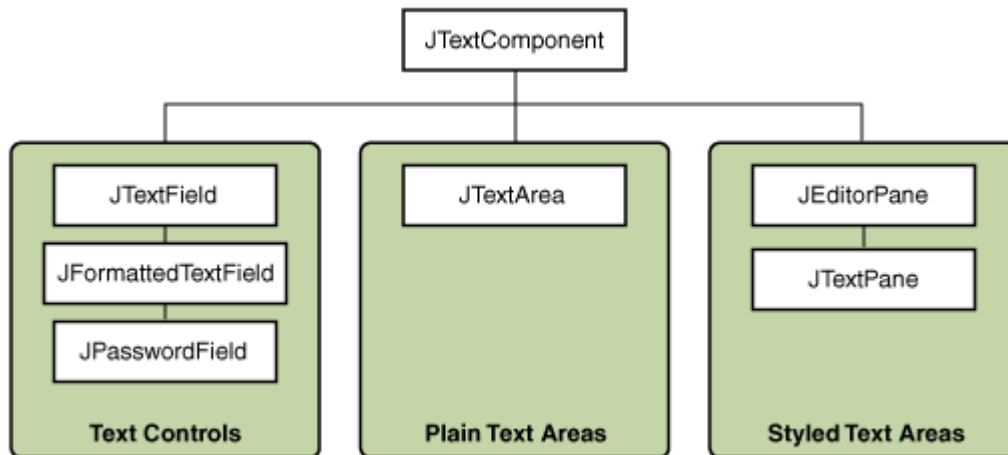 JTextComponent
JTextField
JFormattedTextField
JPasswordField
Text Controls
JTextArea
Plain Text Areas
JEditorPane
JTextPane
Styled Text Areas